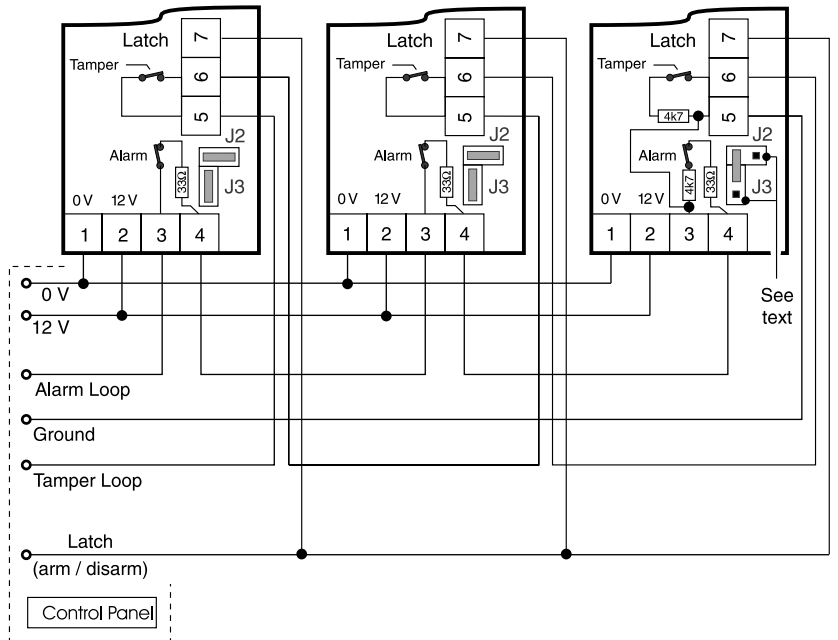 Latch
7
Tamper
6
5
J2
Alarm
33Ω
J3
0 V
12 V
1
2
3
4
Latch
7
Tamper
6
5
J2
Alarm
33Ω
J3
0 V
12 V
1
2
3
4
Latch
7
Tamper
6
4k7
5
J2
Alarm
4k7
33Ω
J3
0 V
12 V
1
2
3
4
0 V
12 V
See
text
Alarm Loop
Ground
Tamper Loop
Latch
(arm / disarm)
Control Panel